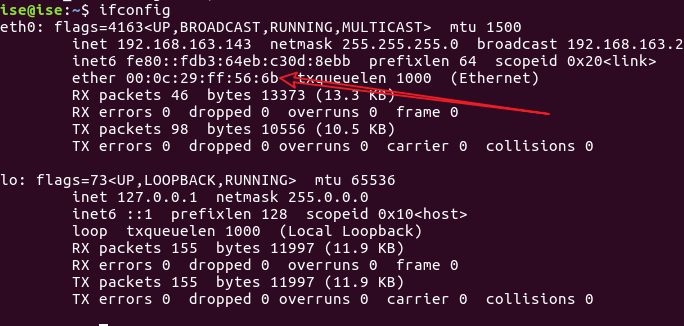 ise@ise:~$ ifconfig
eth0: flags=4163<UP,BROADCAST,RUNNING,MULTICAST>  mtu 1500
        inet 192.168.163.143  netmask 255.255.255.0  broadcast 192.168.163.2
        inet6 fe80::fdb3:64eb:c30d:8ebb  prefixlen 64  scopeid 0x20<link>
        ether 00:0c:29:ff:56:6b  txqueuelen 1000  (Ethernet)
        RX packets 46  bytes 13373 (13.3 KB)
        RX errors 0  dropped 0  overruns 0  frame 0
        TX packets 98  bytes 10556 (10.5 KB)
        TX errors 0  dropped 0 overruns 0  carrier 0  collisions 0
lo: flags=73<UP,LOOPBACK,RUNNING>  mtu 65536
        inet 127.0.0.1  netmask 255.0.0.0
        inet6 ::1  prefixlen 128  scopeid 0x10<host>
        loop  txqueuelen 1000  (Local Loopback)
        RX packets 155  bytes 11997 (11.9 KB)
        RX errors 0  dropped 0  overruns 0  frame 0
        TX packets 155  bytes 11997 (11.9 KB)
        TX errors 0  dropped 0 overruns 0  carrier 0  collisions 0